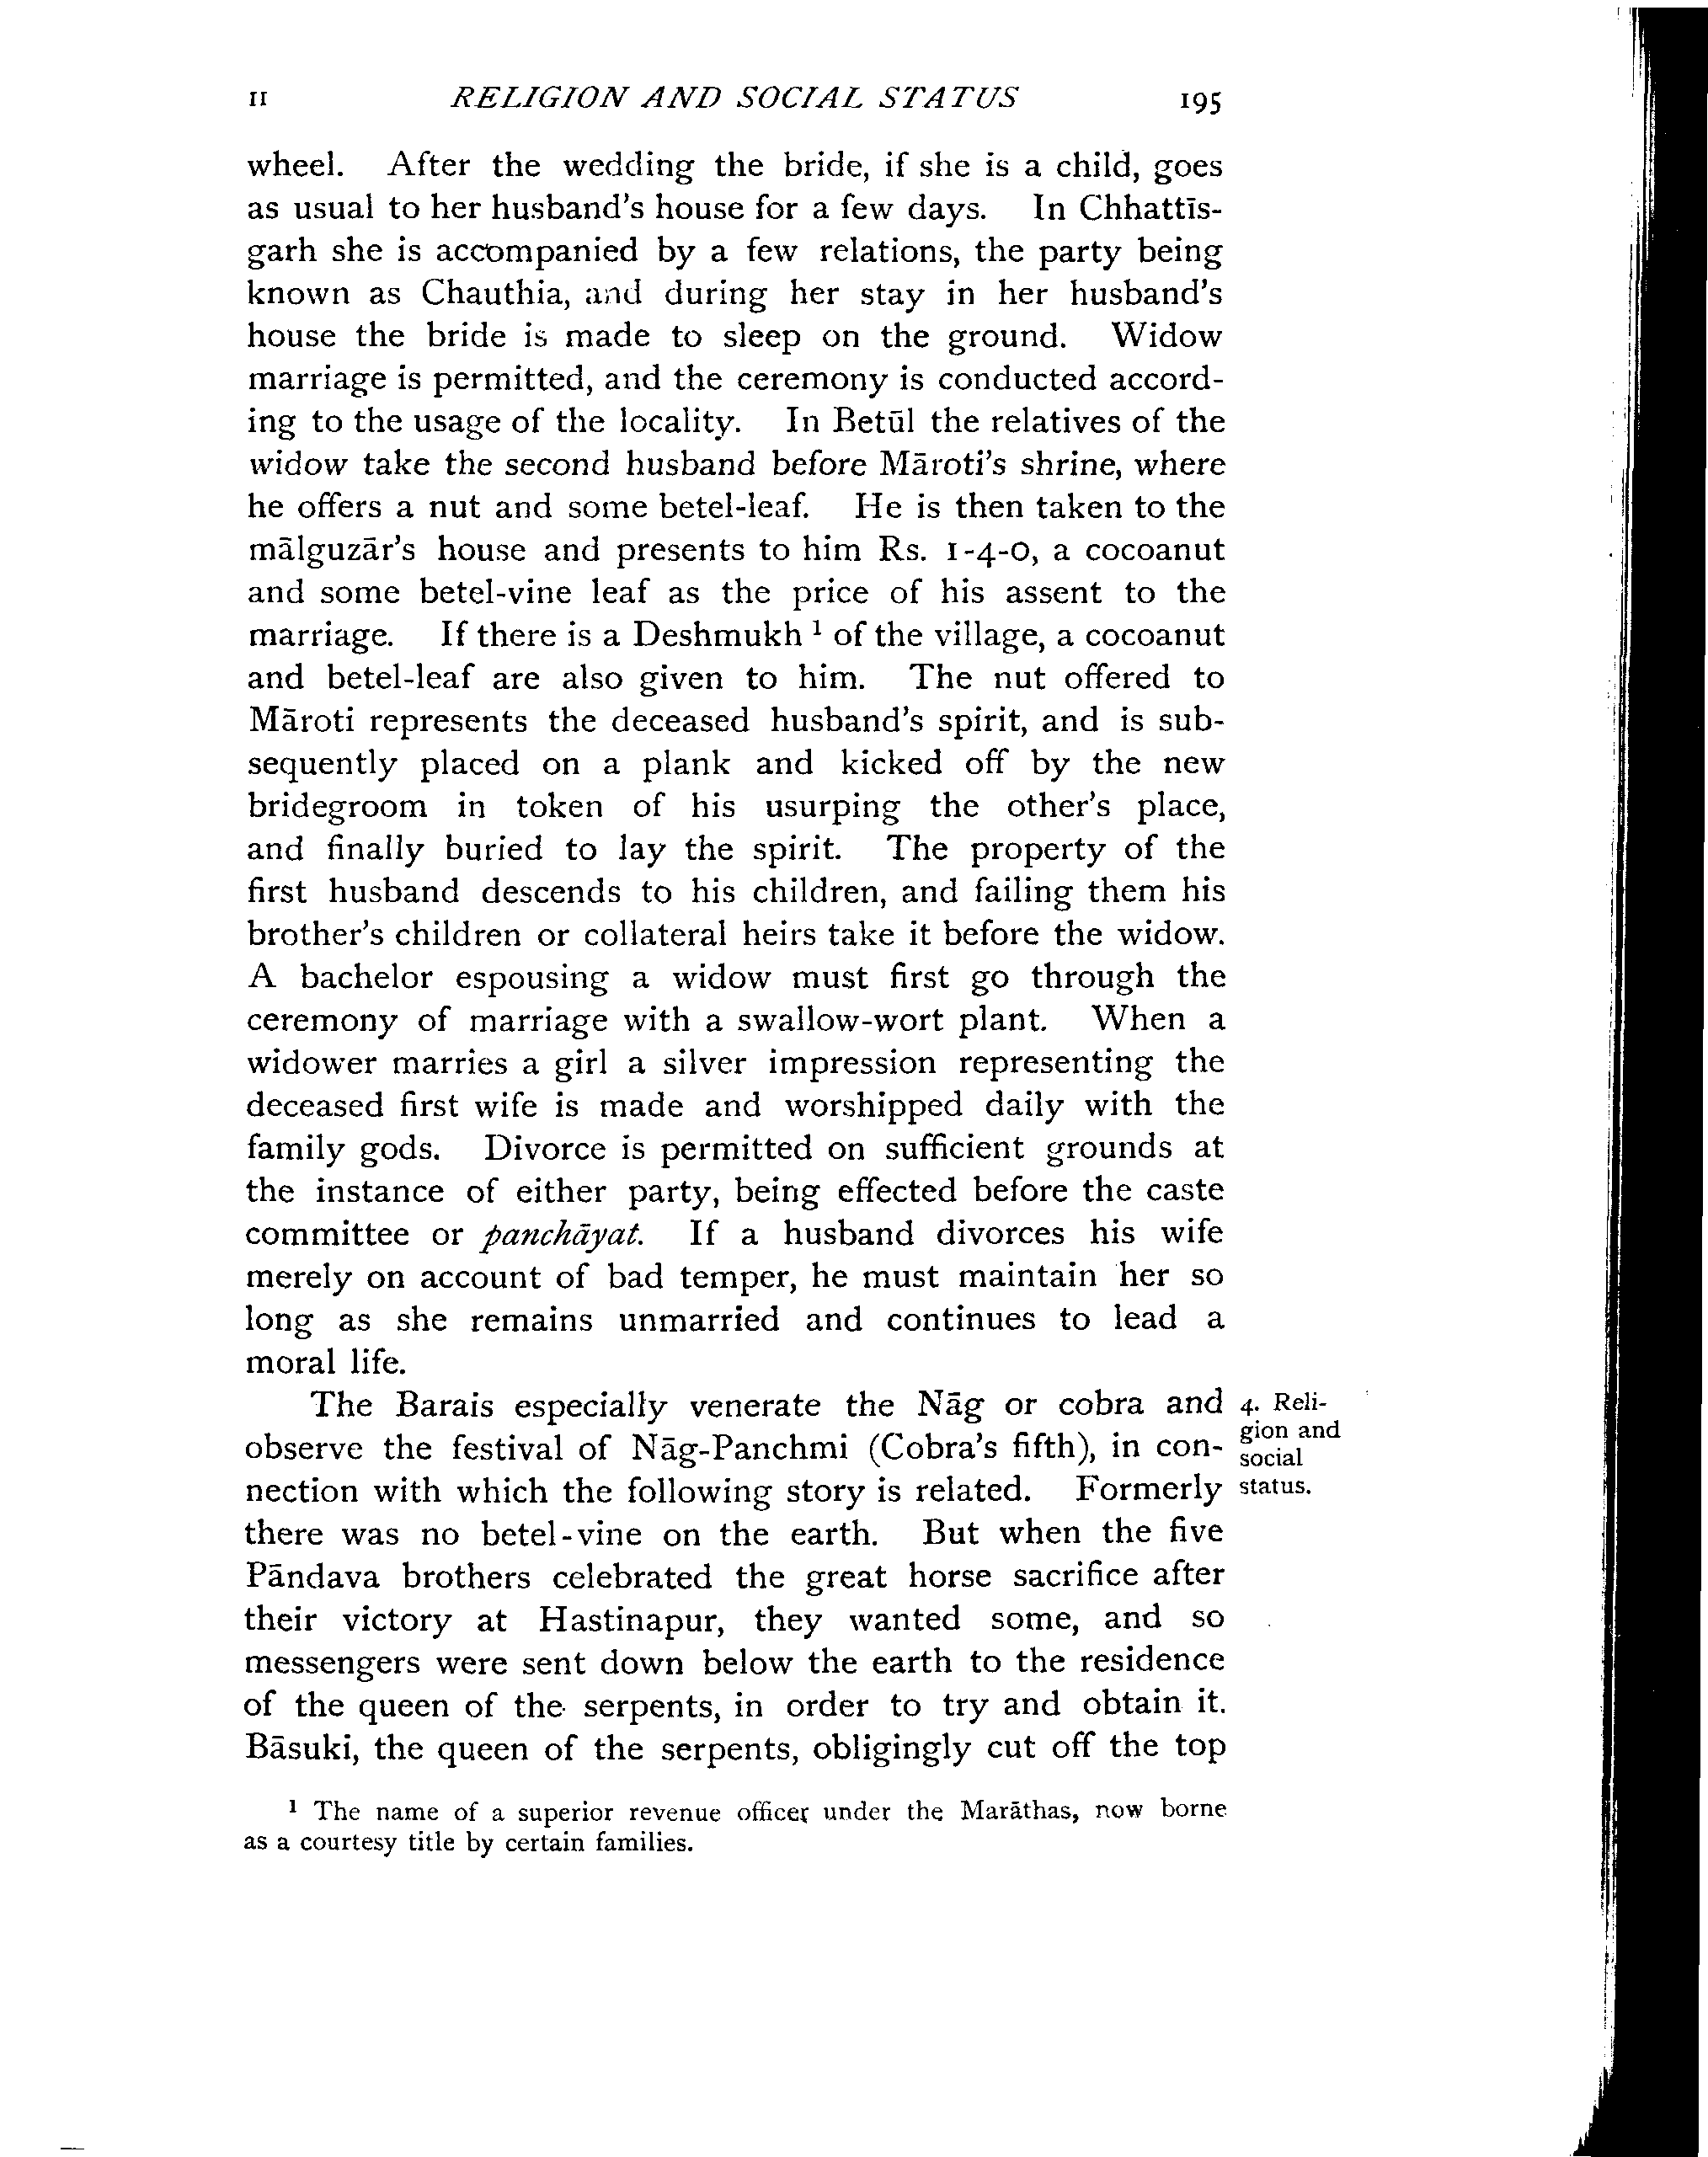 II RELIGION AND SOCIAL STATUS 195
wheel. After the wedding the bride, if she is a child, goes
as usual to her husband's house for a few days. In Chhattīs-
garh she is accompanied by a few relations, the party being
known as Chauthia, and during her stay in her husband's
house the bride is made to sleep on the ground. Widow
marriage is permitted, and the ceremony is conducted accord-
ing to the usage of the locality. In Betūl the relatives of the
widow take the second husband before Māroti's shrine, where
he offers a nut and some betel-leaf. He is then taken to the
mālguzār's house and presents to him Rs. 1-4-0, a cocoanut
and some betel-vine leaf as the price of his assent to the
marriage. If there is a Deshmukh ¹ of the village, a cocoanut
and betel-leaf are also given to him. The nut offered to
Māroti represents the deceased husband's spirit, and is sub-
sequently placed on a plank and kicked off by the new
bridegroom in token of his usurping the other's place,
and finally buried to lay the spirit. The property of the
first husband descends to his children, and failing them his
brother's children or collateral heirs take it before the widow.
A bachelor espousing a widow must first go through the
ceremony of marriage with a swallow-wort plant. When a
widower marries a girl a silver impression representing the
deceased first wife is made and worshipped daily with the
family gods. Divorce is permitted on sufficient grounds at
the instance of either party, being effected before the caste
committee or panchāyat. If a husband divorces his wife
merely on account of bad temper, he must maintain her so
long as she remains unmarried and continues to lead a
moral life.
The Barais especially venerate the Nāg or cobra and
observe the festival of Nāg-Panchmi (Cobra's fifth), in con-
nection with which the following story is related. Formerly
there was no betel-vine on the earth. But when the five
Pāndava brothers celebrated the great horse sacrifice after
their victory at Hastinapur, they wanted some, and so
messengers were sent down below the earth to the residence
of the queen of the serpents, in order to try and obtain it.
Bāsuki, the queen of the serpents, obligingly cut off the top
4. Reli-
gion and
social
status.
¹ The name of a superior revenue officer under the Marāthas, now borne
as a courtesy title by certain families.